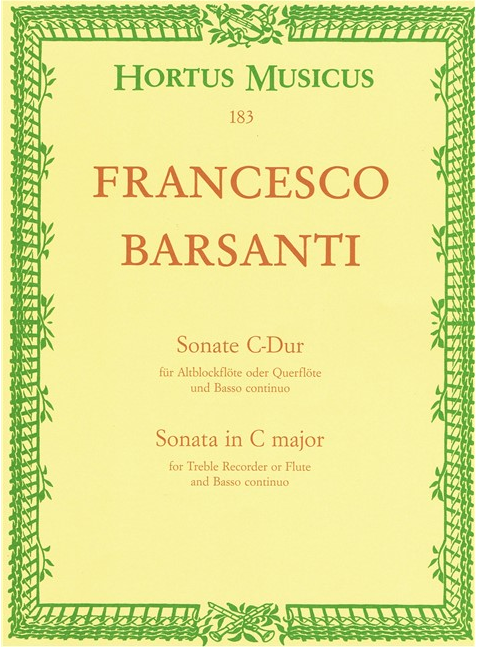 HORTUS MUSICUS
183
FRANCESCO
BARSANTI
Sonate C-Dur
für Altblockflöte oder Querflöte
und Basso continuo
Sonata in C major
for Treble Recorder or Flute
and Basso continuo